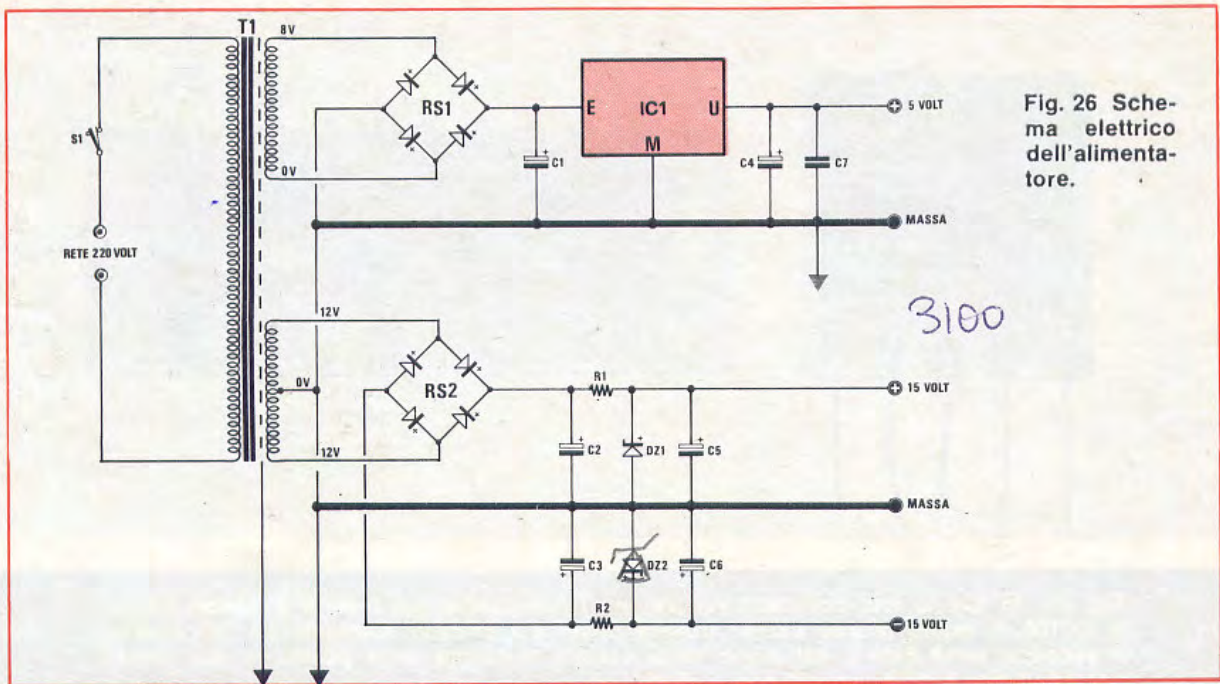 T1
8V
S1
RS1
E
IC1
U
M
+
5 VOLT
C1
C4
C7
0V
MASSA
RETE 220 VOLT
Fig. 26 Sche-
ma elettrico
dell'alimenta-
tore.
3100
12V
0V
RS2
R1
+
15 VOLT
12V
C2
DZ1
C5
MASSA
C3
DZ2
C6
R2
15 VOLT